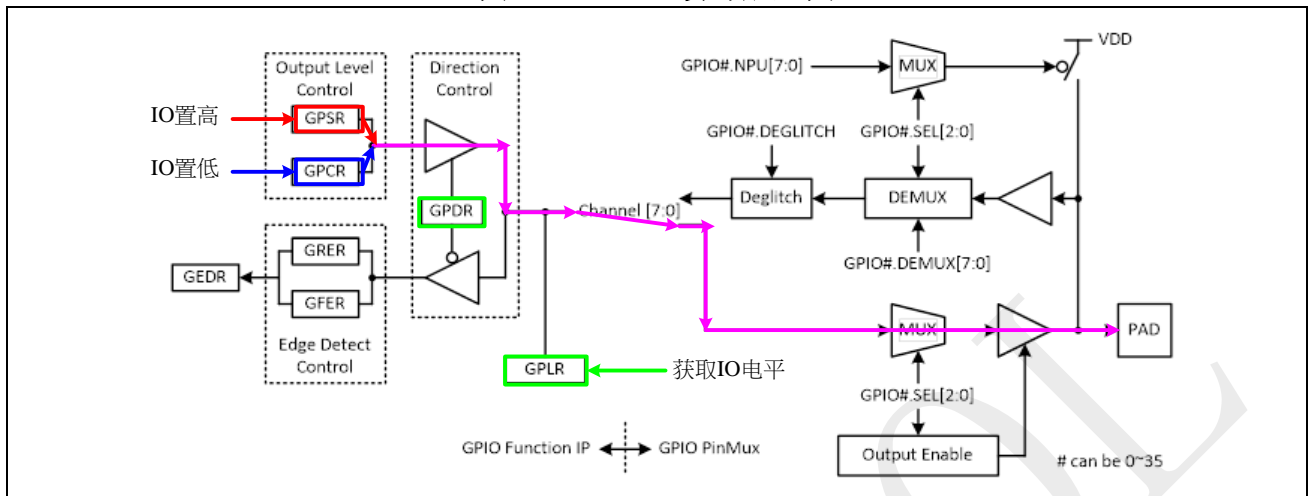 VDD
GPIO#.NPU[7:0]
MUX
Output Level
Control
Direction
Control
IO置高
GPSR
GPIO#.DEGLITCH
GPIO#.SEL[2:0]
IO置低
GPCR
GPDR
Channel [7:0]
Deglitch
DEMUX
GPIO#.DEMUX[7:0]
GRER
GEDR
GFER
Edge Detect
Control
MUX
PAD
GPLR
获取IO电平
GPIO#.SEL[2:0]
GPIO Function IP
GPIO PinMux
Output Enable
# can be 0~35